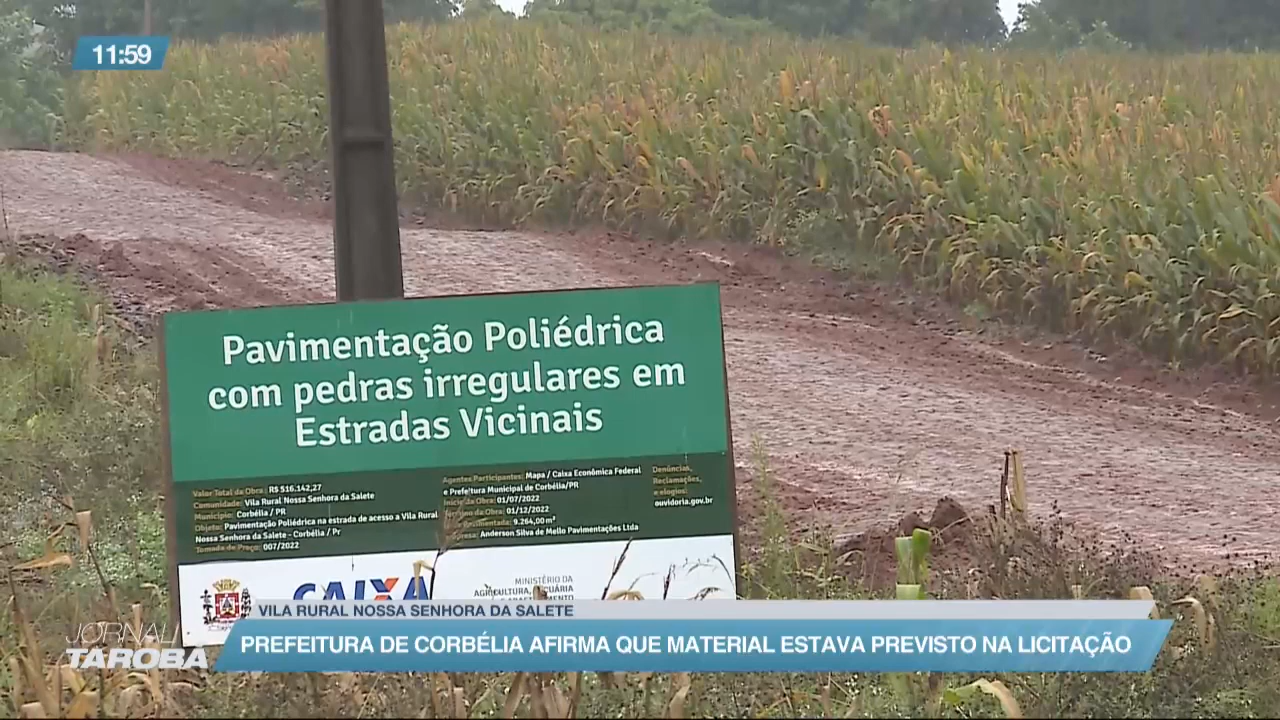 11:59
Pavimentação Poliédrica
com pedras irregulares em
Estradas Vicinais
Valor Total da Obra: R$ 516.142,27
Comunidade: Vila Rural Nossa Senhora da Salete
Município: Corbélia / PR
Objeto: Pavimentação Poliédrica na estrada de acesso a Vila Rural
Nossa Senhora da Salete - Corbélia / Pr
Tomada de Preço: 007/2022
Agentes Participantes: Mapa / Caixa Econômica Federal
e Prefeitura Municipal de Corbélia/PR
Início da Obra: 01/07/2022
Término da Obra: 01/12/2022
9.264,00 m²
Anderson Silva de Mello Pavimentações Ltda
Denúncias,
Reclamações,
e elogios:
ouvidoria.gov.br
CAIXA
MINISTÉRIO DA
AGRICULTURA, PECUÁRIA
VILA RURAL NOSSA SENHORA DA SALETE
JORNAL
TAROBÁ
PREFEITURA DE CORBÉLIA AFIRMA QUE MATERIAL ESTAVA PREVISTO NA LICITAÇÃO